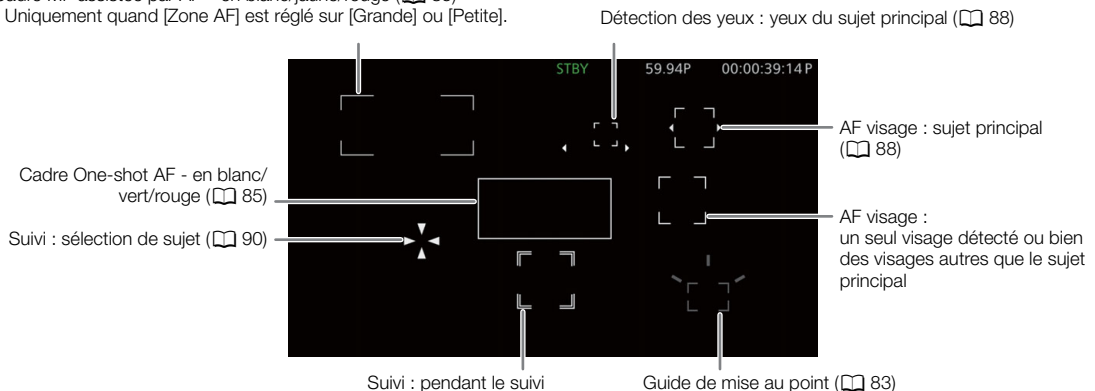 Uniquement quand [Zone AF] est réglé sur [Grande] ou [Petite].
Détection des yeux : yeux du sujet principal (📖 88)
STBY 59.94P 00:00:39:14 P
AF visage : sujet principal
(📖 88)
Cadre One-shot AF - en blanc/
vert/rouge (📖 85)
AF visage :
un seul visage détecté ou bien
des visages autres que le sujet
principal
Suivi : sélection de sujet (📖 90)
Suivi : pendant le suivi
Guide de mise au point (📖 83)